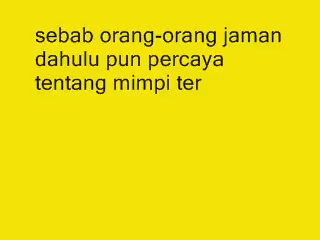 sebab orang-orang jaman
dahulu pun percaya
tentang mimpi ter